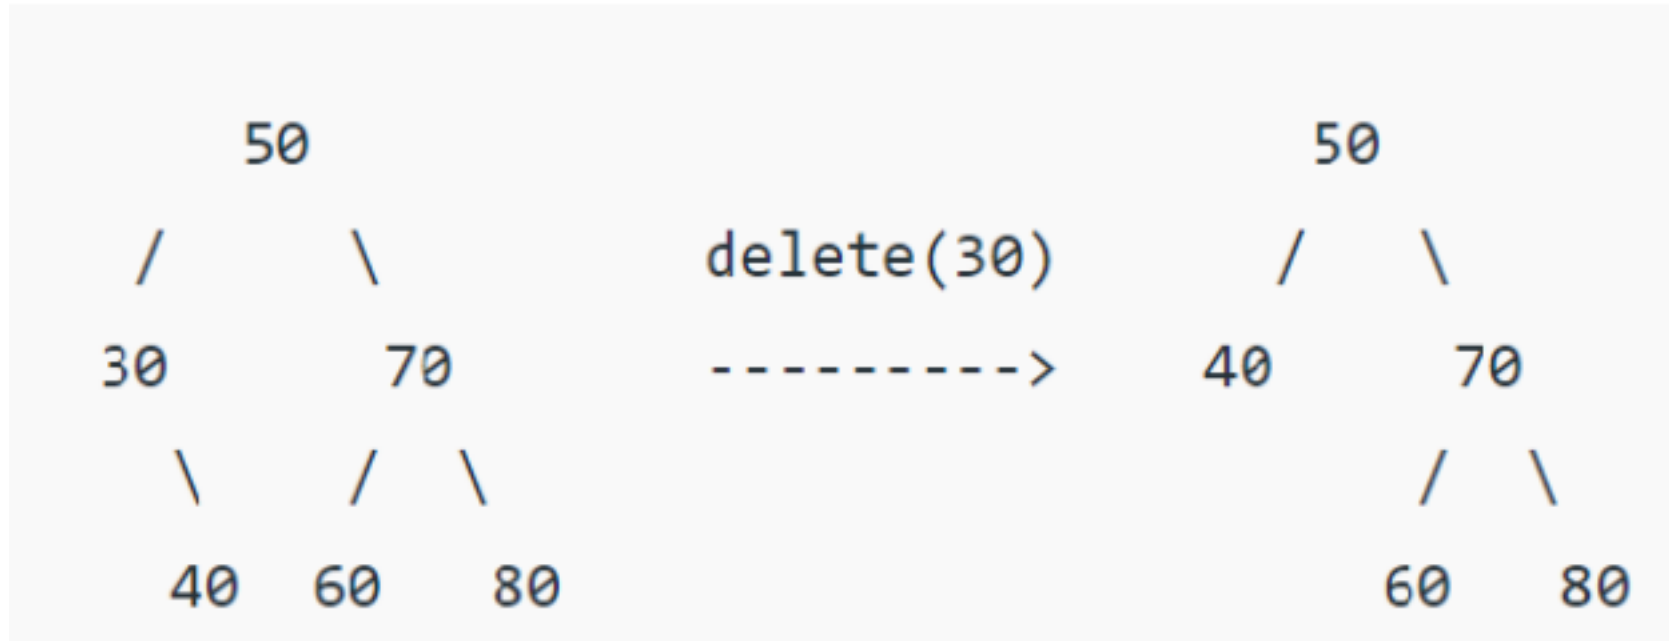 50 50
/ \ delete(30) / \
30 70 ---------> 40 70
\ / \ / \
40 60 80 60 80